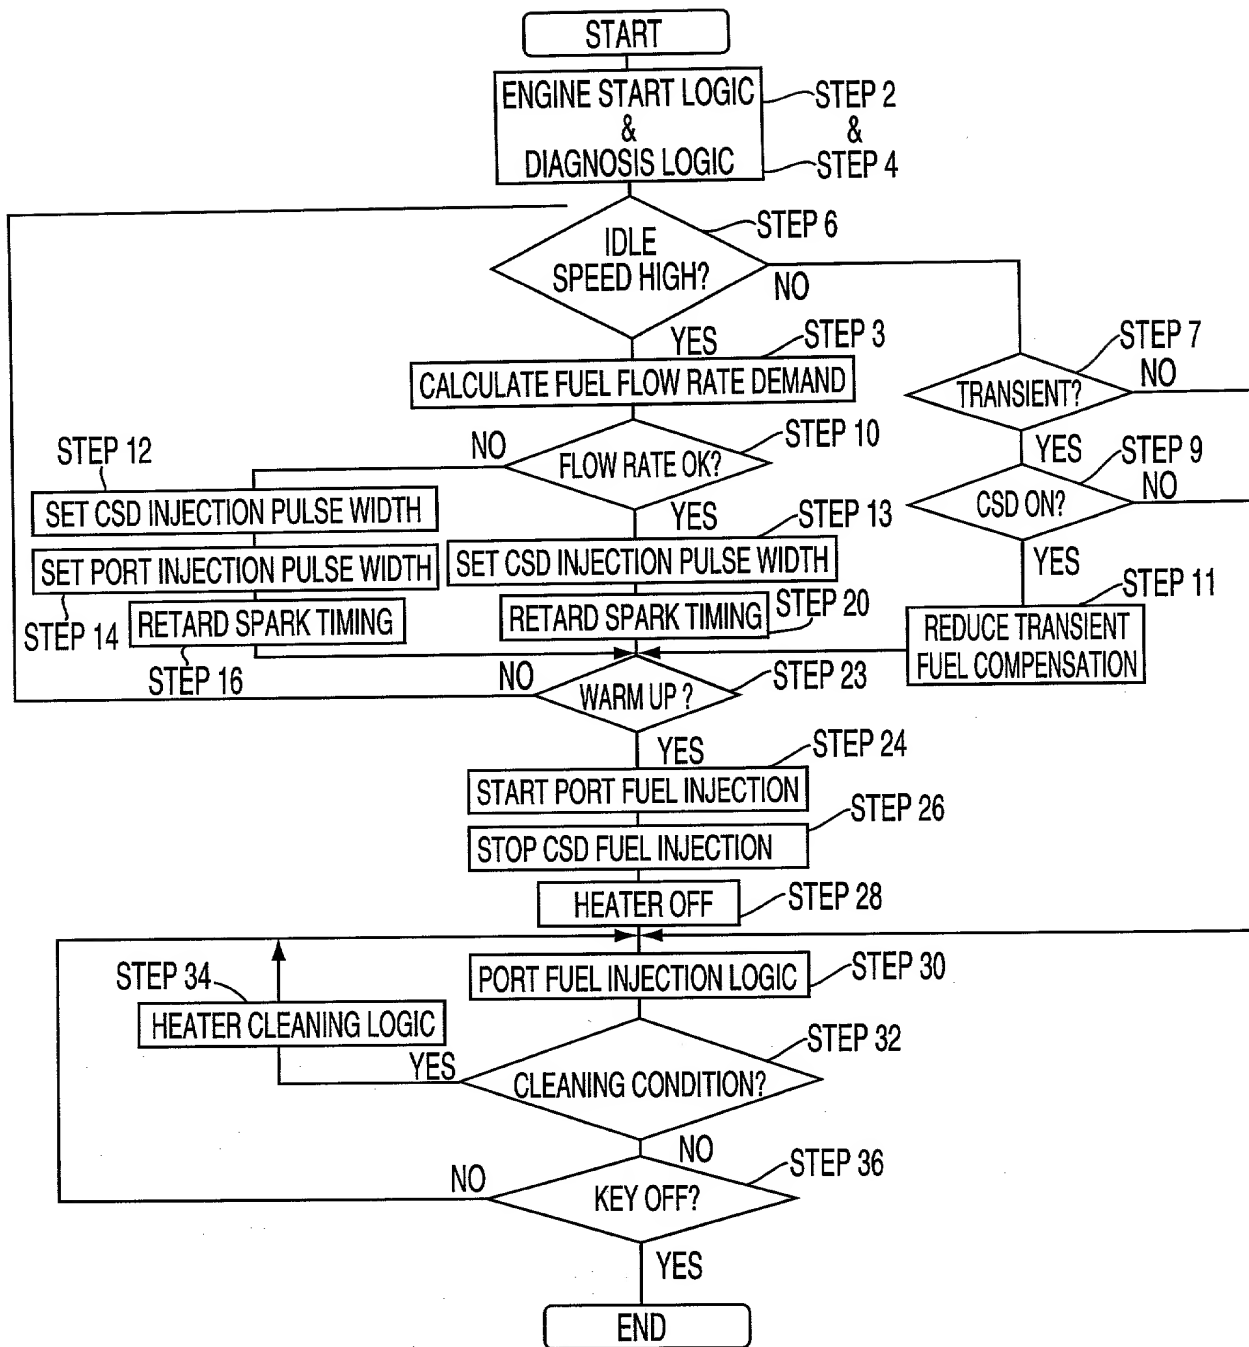 START
ENGINE START LOGIC
&
DIAGNOSIS LOGIC
STEP 2
&
STEP 4
IDLE
SPEED HIGH?
STEP 6
NO
YES
STEP 3
CALCULATE FUEL FLOW RATE DEMAND
STEP 7
TRANSIENT?
NO
YES
STEP 10
FLOW RATE OK?
NO
YES
STEP 9
CSD ON?
NO
YES
STEP 12
SET CSD INJECTION PULSE WIDTH
SET PORT INJECTION PULSE WIDTH
STEP 14
RETARD SPARK TIMING
STEP 16
STEP 13
SET CSD INJECTION PULSE WIDTH
RETARD SPARK TIMING
STEP 20
STEP 11
REDUCE TRANSIENT
FUEL COMPENSATION
NO
WARM UP ?
STEP 23
YES
STEP 24
START PORT FUEL INJECTION
STEP 26
STOP CSD FUEL INJECTION
HEATER OFF
STEP 28
PORT FUEL INJECTION LOGIC
STEP 30
STEP 34
HEATER CLEANING LOGIC
YES
CLEANING CONDITION?
STEP 32
NO
NO
KEY OFF?
STEP 36
YES
END